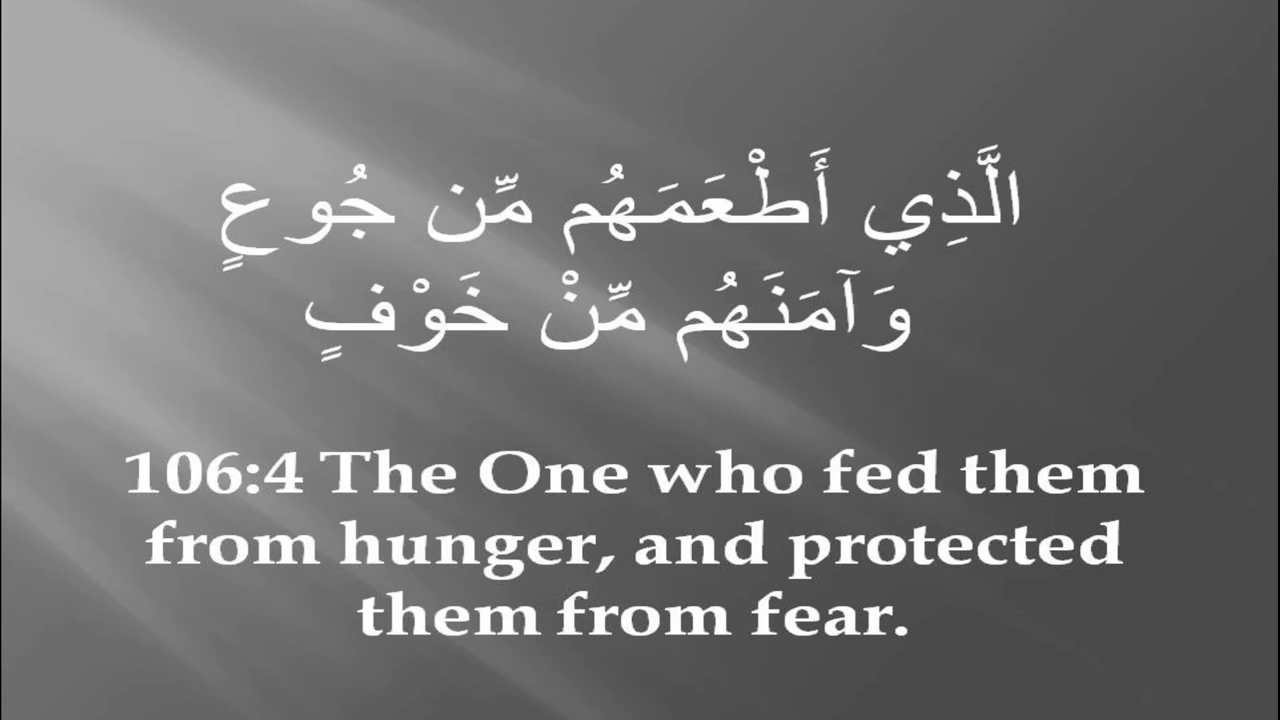 الَّذِي أَطْعَمَهُم مِّن جُوعٍ
وَآمَنَهُم مِّنْ خَوْفٍ
106:4 The One who fed them
from hunger, and protected
them from fear.